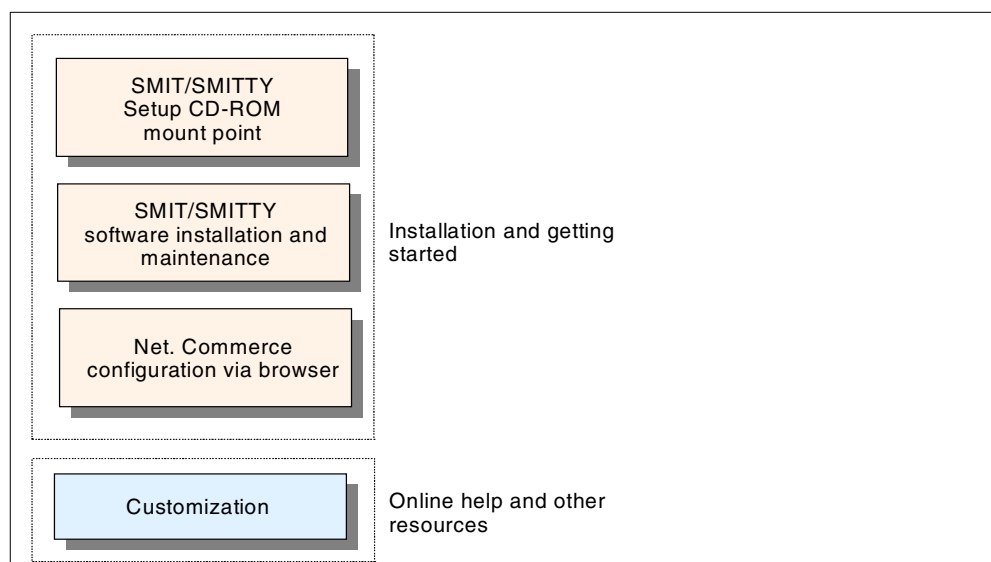 SMIT/SMITTY
Setup CD-ROM
mount point
SMIT/SMITTY
software installation and
maintenance
Installation and getting
started
Net. Commerce
configuration via browser
Customization
Online help and other
resources